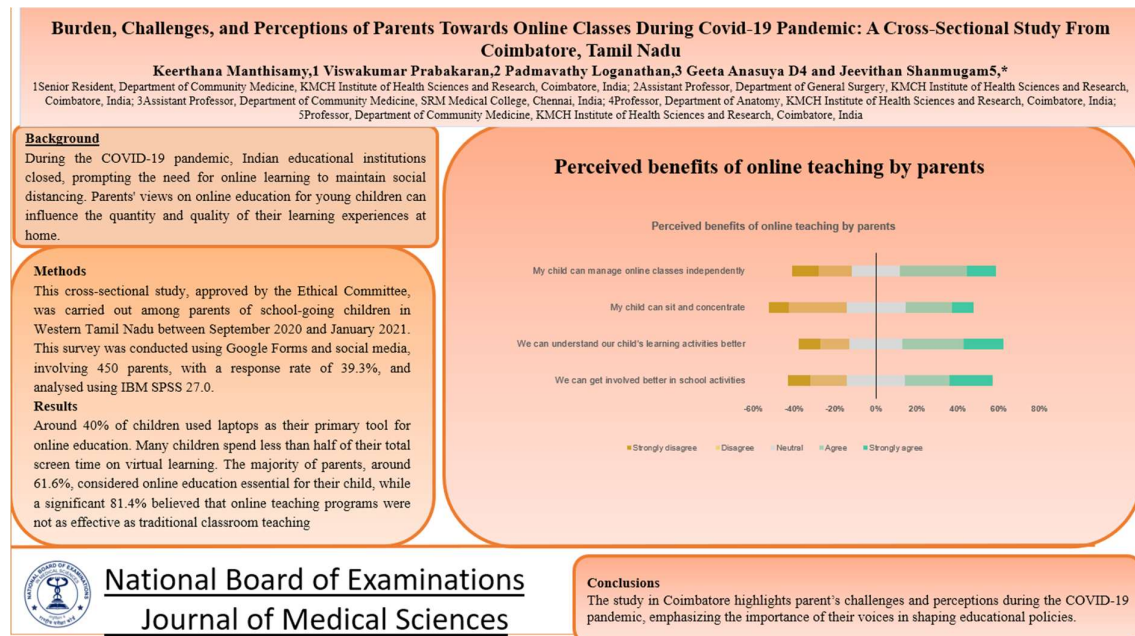 Burden, Challenges, and Perceptions of Parents Towards Online Classes During Covid-19 Pandemic: A Cross-Sectional Study From
Coimbatore, Tamil Nadu
Keerthana Manthisamy,1 Viswakumar Prabakaran,2 Padmavathy Loganathan,3 Geeta Anasuya D4 and Jeevithan Shanmugam5,*
1Senior Resident, Department of Community Medicine, KMCH Institute of Health Sciences and Research, Coimbatore, India; 2Assistant Professor, Department of General Surgery, KMCH Institute of Health Sciences and Research,
Coimbatore, India; 3Assistant Professor, Department of Community Medicine, SRM Medical College, Chennai, India; 4Professor, Department of Anatomy, KMCH Institute of Health Sciences and Research, Coimbatore, India;
5Professor, Department of Community Medicine, KMCH Institute of Health Sciences and Research, Coimbatore, India
Background
During the COVID-19 pandemic, Indian educational institutions
closed, prompting the need for online learning to maintain social
distancing. Parents' views on online education for young children can
influence the quantity and quality of their learning experiences at
home.
Methods
This cross-sectional study, approved by the Ethical Committee,
was carried out among parents of school-going children in
Western Tamil Nadu between September 2020 and January 2021.
This survey was conducted using Google Forms and social media,
involving 450 parents, with a response rate of 39.3%, and
analysed using IBM SPSS 27.0.
Results
Around 40% of children used laptops as their primary tool for
online education. Many children spend less than half of their total
screen time on virtual learning. The majority of parents, around
61.6%, considered online education essential for their child, while
a significant 81.4% believed that online teaching programs were
not as effective as traditional classroom teaching
Perceived benefits of online teaching by parents
Perceived benefits of online teaching by parents
My child can manage online classes independently
My child can sit and concentrate
We can understand our child's learning activities better
We can get involved better in school activities
-60% -40% -20% 0% 20% 40% 60% 80%
Strongly disagree Disagree Neutral Agree Strongly agree
NATIONAL BOARD OF EXAMINATIONS
IN MEDICAL SCIENCES
National Board of Examinations
Journal of Medical Sciences
Conclusions
The study in Coimbatore highlights parent's challenges and perceptions during the COVID-19
pandemic, emphasizing the importance of their voices in shaping educational policies.